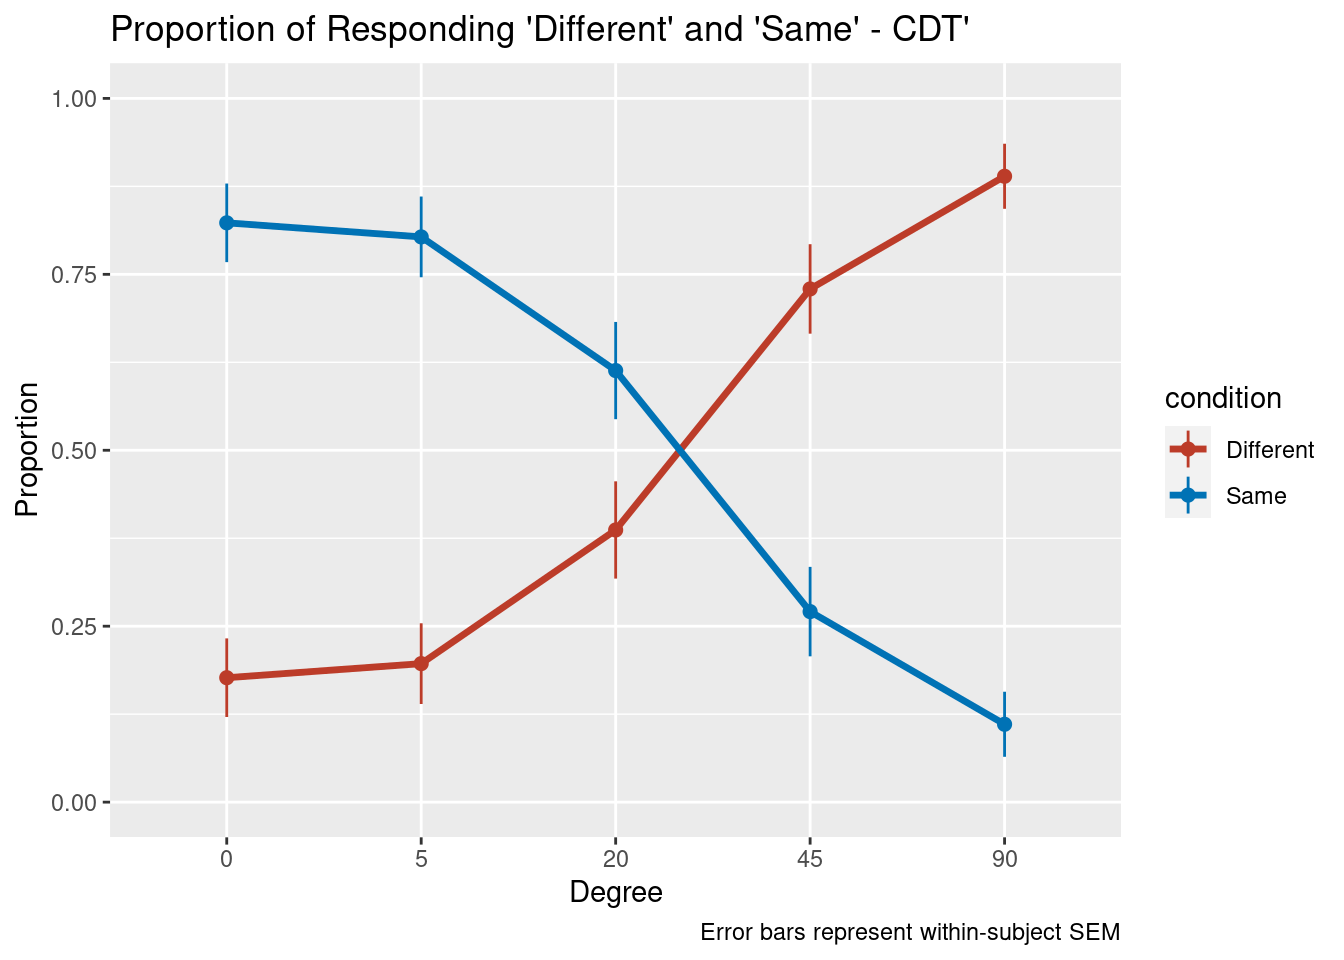 Proportion of Responding 'Different' and 'Same' - CDT'
1.00
0.75
0.50
0.25
0.00
Proportion
0 5 20 45 90
Degree
condition
Different
Same
Error bars represent within-subject SEM